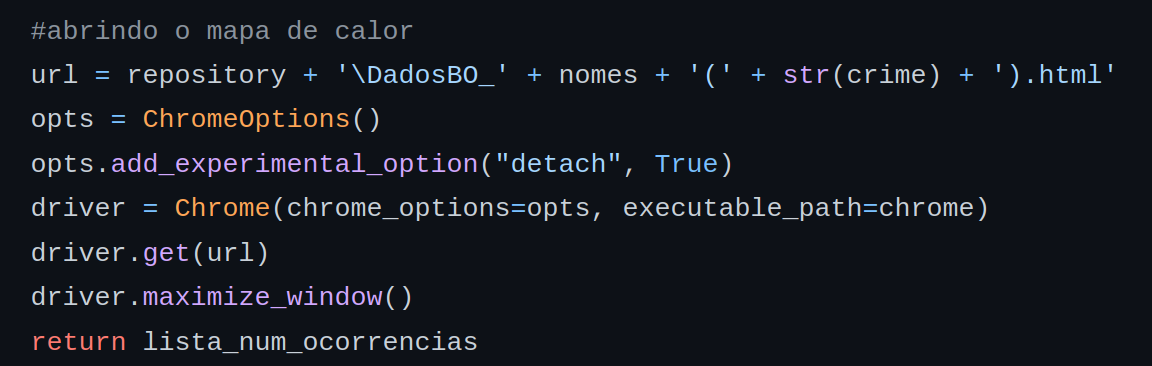 #abrindo o mapa de calor
url = repository + '\DadosBO_' + nomes + '(' + str(crime) + ').html'
opts = ChromeOptions()
opts.add_experimental_option("detach", True)
driver = Chrome(chrome_options=opts, executable_path=chrome)
driver.get(url)
driver.maximize_window()
return lista_num_ocorrencias